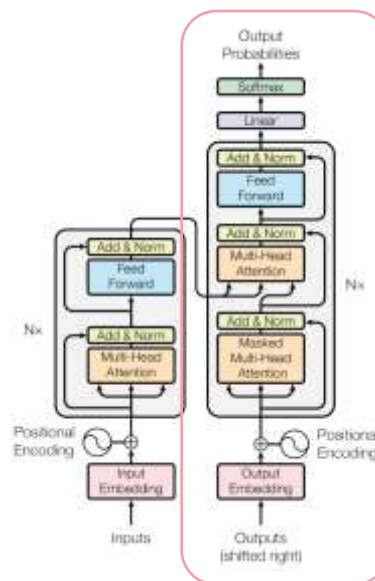 Output
Probabilities
Softmax
Linear
Add & Norm
Feed
Forward
Add & Norm
Multi-Head
Attention
Nx
Add & Norm
Masked
Multi-Head
Attention
Positional
Encoding
Output
Embedding
Outputs
(shifted right)
Add & Norm
Feed
Forward
Nx
Add & Norm
Multi-Head
Attention
Positional
Encoding
Input
Embedding
Inputs